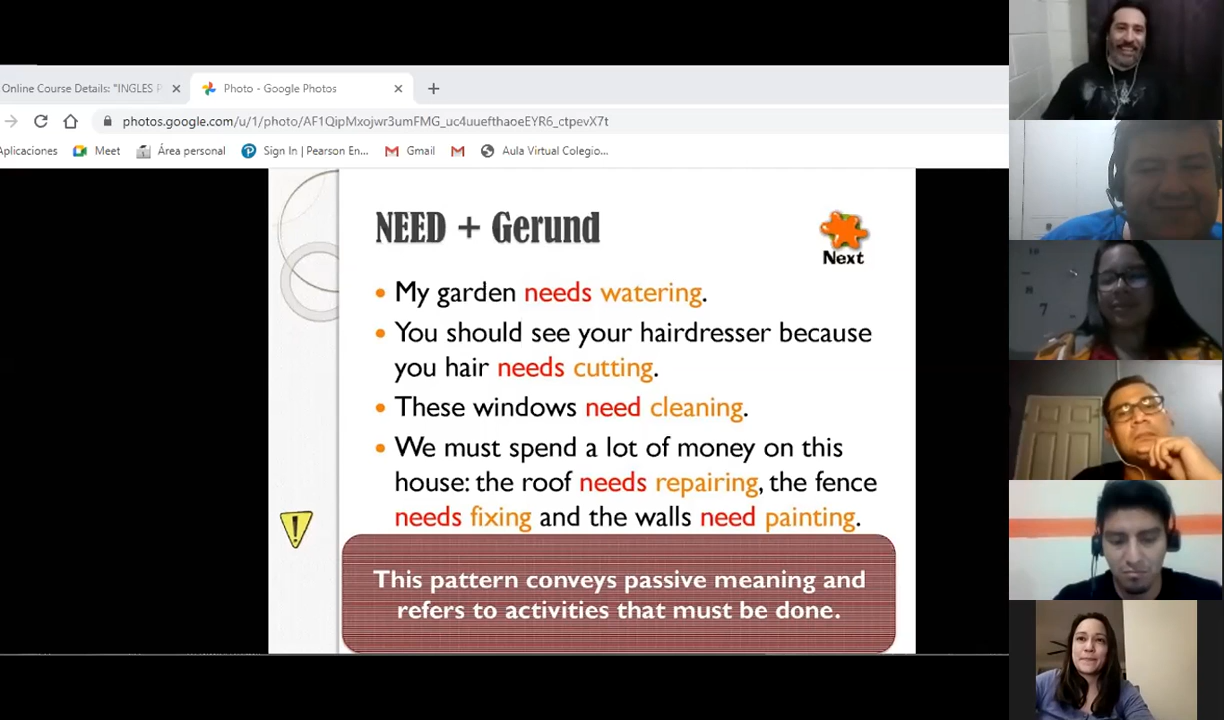 Online Course Details: "INGLES P
Photo - Google Photos
photos.google.com/u/1/photo/AF1QipMxojwr3umFMG_uc4uuefthaoeEYR6_ctpevX7t
Aplicaciones Meet Área personal Sign In | Pearson En... Gmail Aula Virtual Colegio...
NEED + Gerund
Next
• My garden needs watering.
• You should see your hairdresser because
you hair needs cutting.
• These windows need cleaning.
• We must spend a lot of money on this
house: the roof needs repairing, the fence
needs fixing and the walls need painting.
This pattern conveys passive meaning and
refers to activities that must be done.